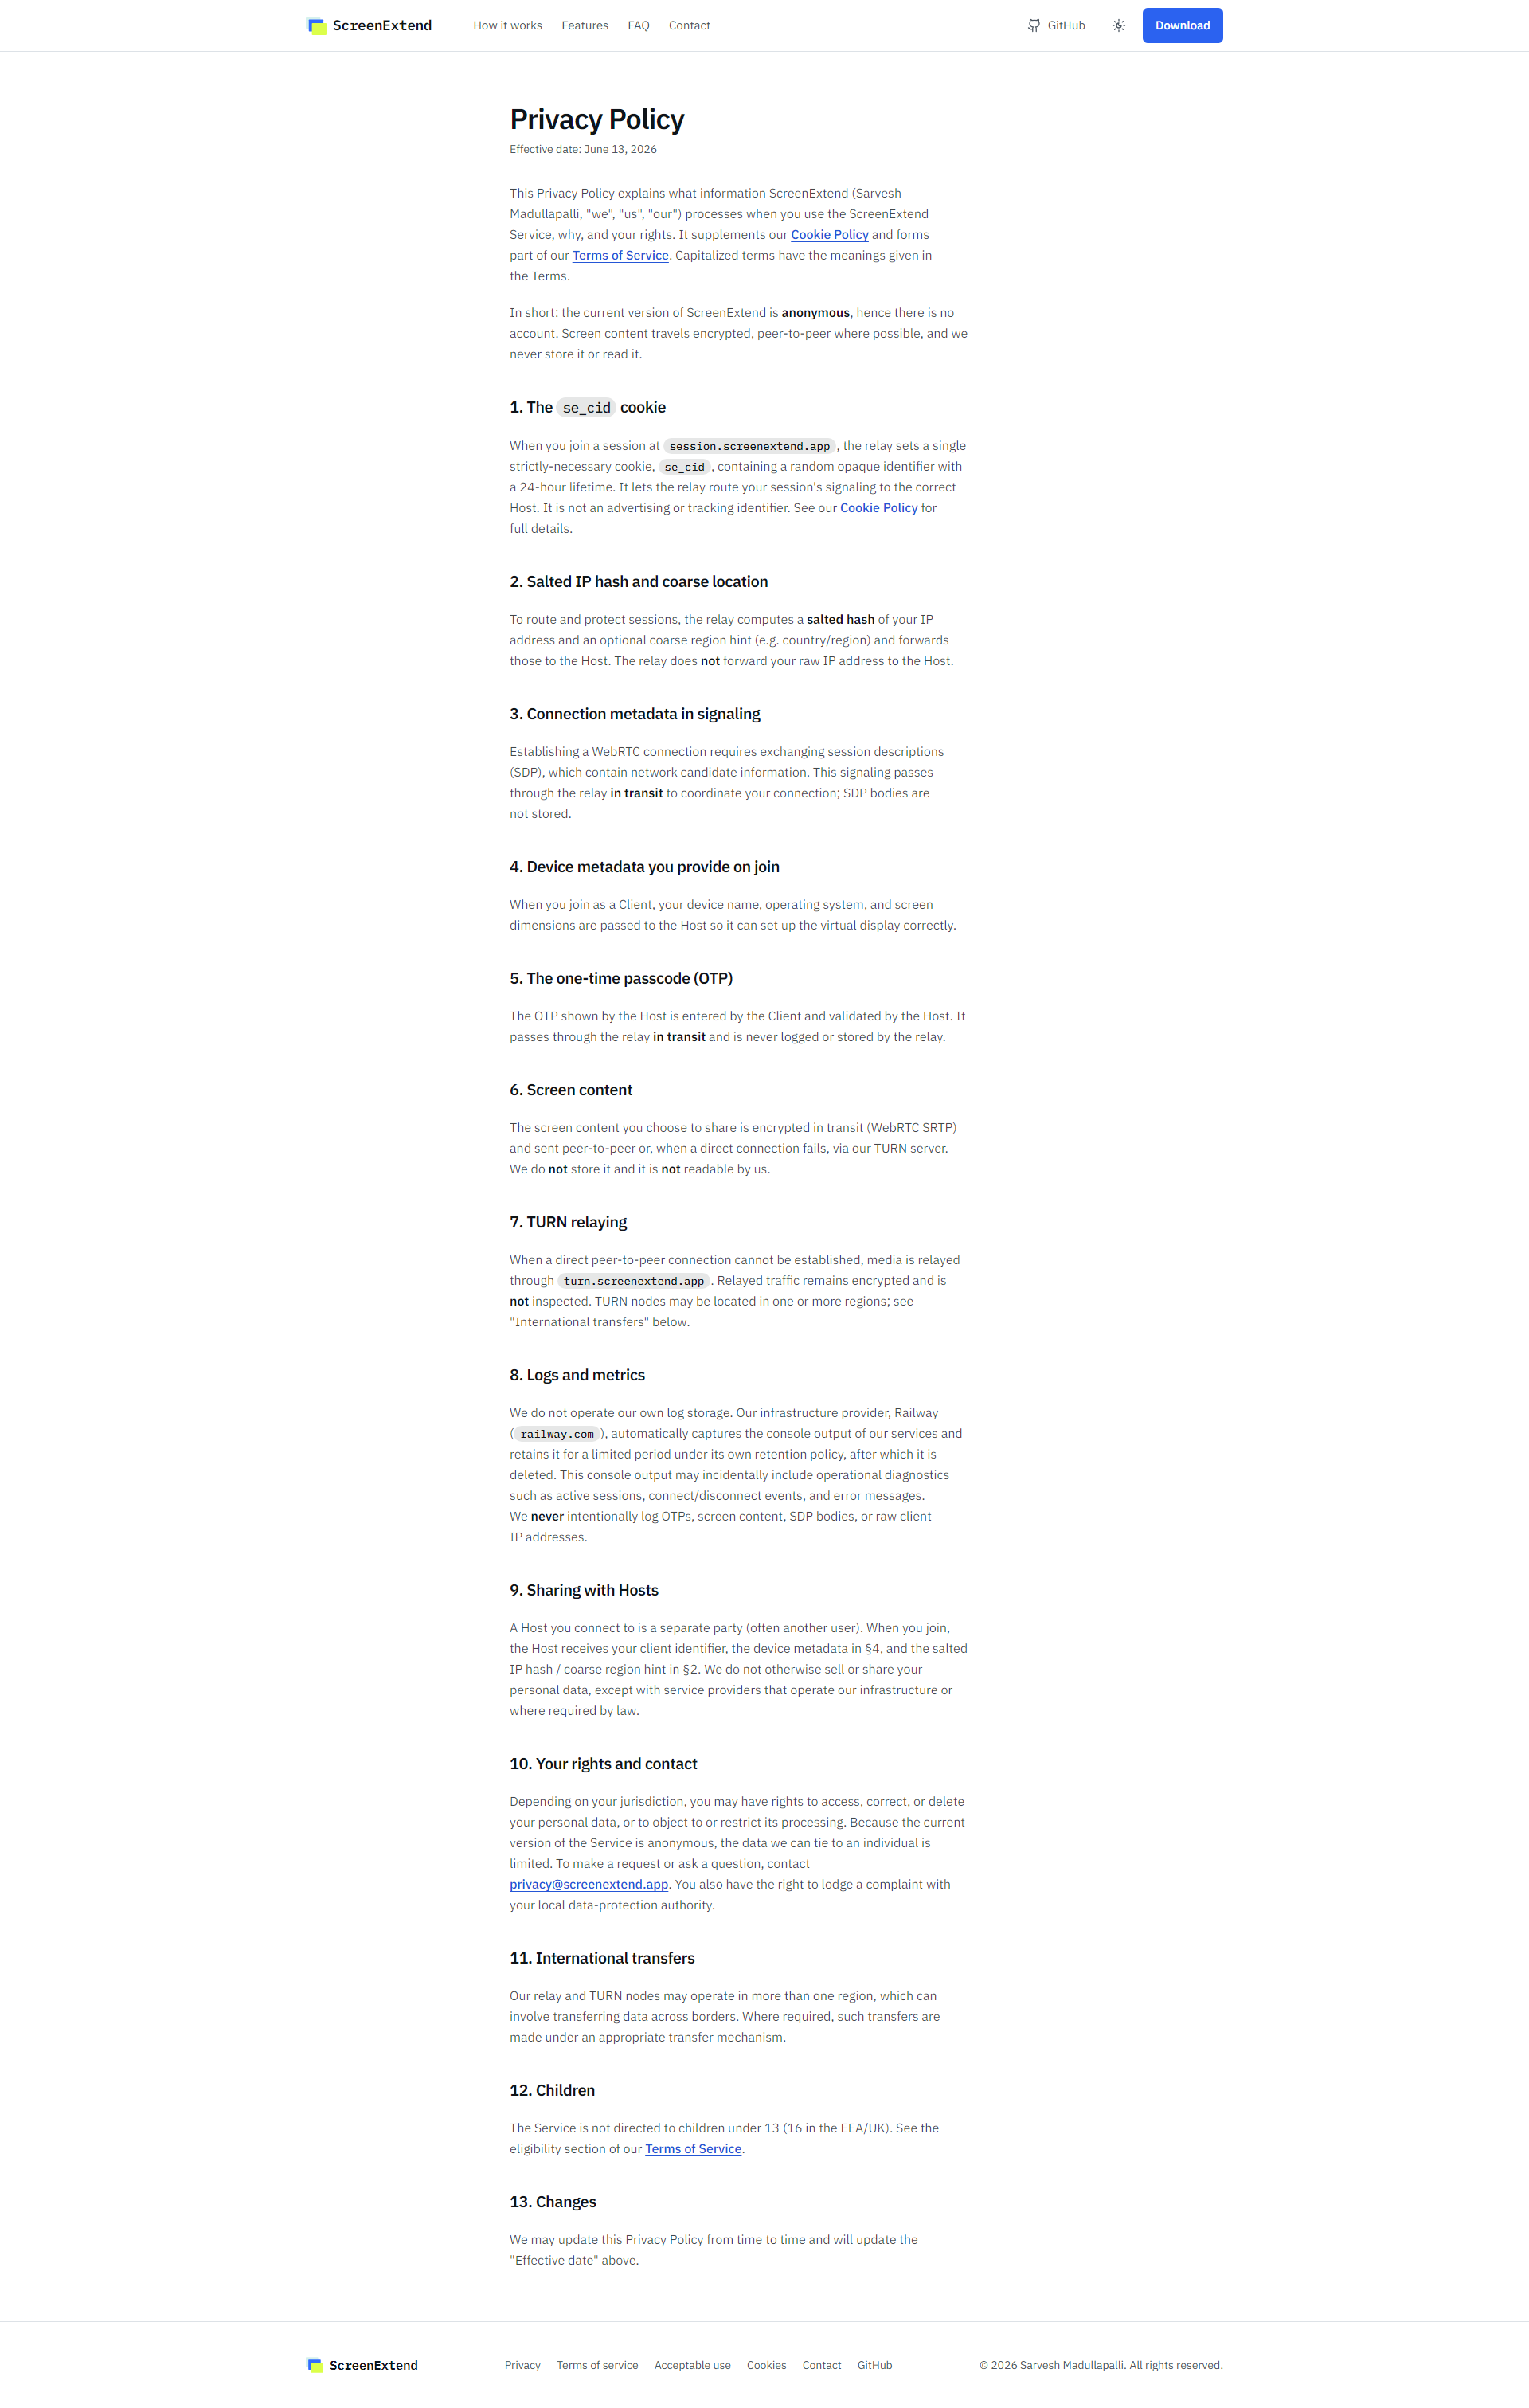 ScreenExtend How it works Features FAQ Contact GitHub Download
Privacy Policy
Effective date: June 13, 2026
This Privacy Policy explains what information ScreenExtend (Sarvesh
Madullapalli, "we", "us", "our") processes when you use the ScreenExtend
Service, why, and your rights. It supplements our Cookie Policy and forms
part of our Terms of Service. Capitalized terms have the meanings given in
the Terms.
In short: the current version of ScreenExtend is anonymous, hence there is no
account. Screen content travels encrypted, peer-to-peer where possible, and we
never store it or read it.
1. The se_cid cookie
When you join a session at session.screenextend.app, the relay sets a single
strictly-necessary cookie, se_cid, containing a random opaque identifier with
a 24-hour lifetime. It lets the relay route your session's signaling to the correct
Host. It is not an advertising or tracking identifier. See our Cookie Policy for
full details.
2. Salted IP hash and coarse location
To route and protect sessions, the relay computes a salted hash of your IP
address and an optional coarse region hint (e.g. country/region) and forwards
those to the Host. The relay does not forward your raw IP address to the Host.
3. Connection metadata in signaling
Establishing a WebRTC connection requires exchanging session descriptions
(SDP), which contain network candidate information. This signaling passes
through the relay in transit to coordinate your connection; SDP bodies are
not stored.
4. Device metadata you provide on join
When you join as a Client, your device name, operating system, and screen
dimensions are passed to the Host so it can set up the virtual display correctly.
5. The one-time passcode (OTP)
The OTP shown by the Host is entered by the Client and validated by the Host. It
passes through the relay in transit and is never logged or stored by the relay.
6. Screen content
The screen content you choose to share is encrypted in transit (WebRTC SRTP)
and sent peer-to-peer or, when a direct connection fails, via our TURN server.
We do not store it and it is not readable by us.
7. TURN relaying
When a direct peer-to-peer connection cannot be established, media is relayed
through turn.screenextend.app. Relayed traffic remains encrypted and is
not inspected. TURN nodes may be located in one or more regions; see
"International transfers" below.
8. Logs and metrics
We do not operate our own log storage. Our infrastructure provider, Railway
(railway.com), automatically captures the console output of our services and
retains it for a limited period under its own retention policy, after which it is
deleted. This console output may incidentally include operational diagnostics
such as active sessions, connect/disconnect events, and error messages.
We never intentionally log OTPs, screen content, SDP bodies, or raw client
IP addresses.
9. Sharing with Hosts
A Host you connect to is a separate party (often another user). When you join,
the Host receives your client identifier, the device metadata in §4, and the salted
IP hash / coarse region hint in §2. We do not otherwise sell or share your
personal data, except with service providers that operate our infrastructure or
where required by law.
10. Your rights and contact
Depending on your jurisdiction, you may have rights to access, correct, or delete
your personal data, or to object to or restrict its processing. Because the current
version of the Service is anonymous, the data we can tie to an individual is
limited. To make a request or ask a question, contact
privacy@screenextend.app. You also have the right to lodge a complaint with
your local data-protection authority.
11. International transfers
Our relay and TURN nodes may operate in more than one region, which can
involve transferring data across borders. Where required, such transfers are
made under an appropriate transfer mechanism.
12. Children
The Service is not directed to children under 13 (16 in the EEA/UK). See the
eligibility section of our Terms of Service.
13. Changes
We may update this Privacy Policy from time to time and will update the
"Effective date" above.
ScreenExtend Privacy Terms of service Acceptable use Cookies Contact GitHub © 2026 Sarvesh Madullapalli. All rights reserved.